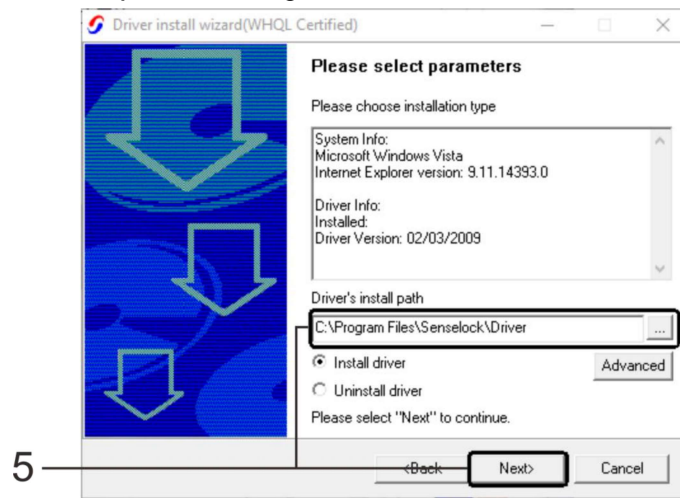 Driver install wizard(WHQL Certified)
Please select parameters
Please choose installation type
System Info:
Microsoft Windows Vista
Internet Explorer version: 9.11.14393.0
Driver Info:
Installed:
Driver Version: 02/03/2009
Driver's install path
C:\Program Files\Senselock\Driver
...
Install driver
Advanced
Uninstall driver
Please select "Next" to continue.
5
<Back
Next>
Cancel